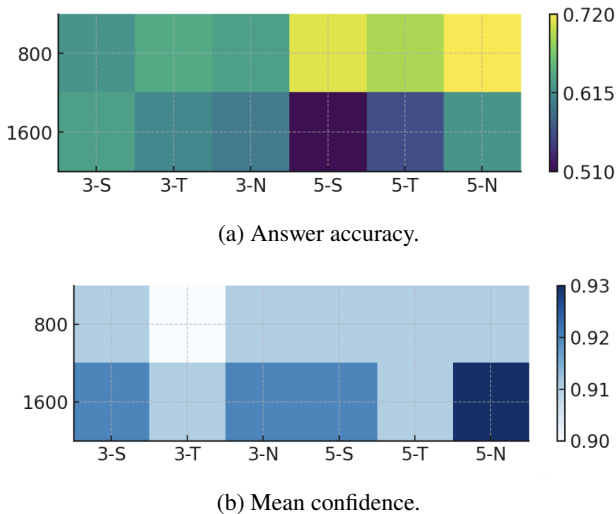 800
1600
3-S 3-T 3-N 5-S 5-T 5-N
0.720
0.615
0.510
(a) Answer accuracy.
800
1600
3-S 3-T 3-N 5-S 5-T 5-N
0.93
0.92
0.91
0.90
(b) Mean confidence.